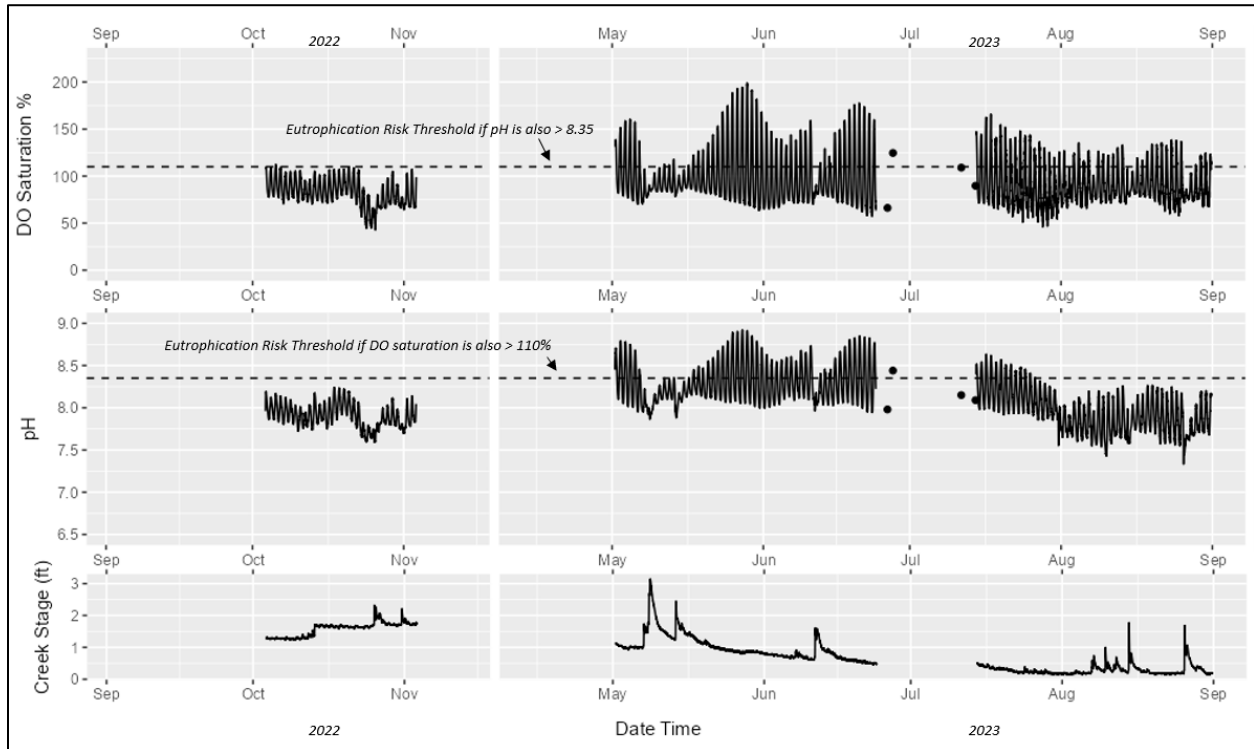 Sep Oct Nov May Jun Jul Aug Sep
2022 2023
200
Eutrophication Risk Threshold if pH is also > 8.35
150
100
50
0
DO Saturation %
Sep Oct Nov May Jun Jul Aug Sep
9.0
Eutrophication Risk Threshold if DO saturation is also > 110%
8.5
8.0
7.5
7.0
6.5
pH
Sep Oct Nov May Jun Jul Aug Sep
3
2
1
0
Creek Stage (ft)
Sep Oct Nov May Jun Jul Aug Sep
2022 Date Time 2023